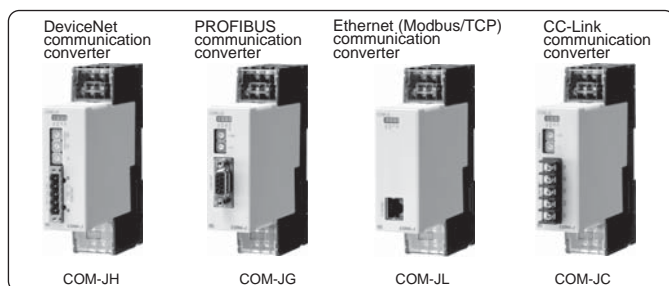 DeviceNet
communication
converter
PROFIBUS
communication
converter
Ethernet (Modbus/TCP)
communication
converter
CC-Link
communication
converter
COM-JH
COM-JG
COM-JL
COM-JC